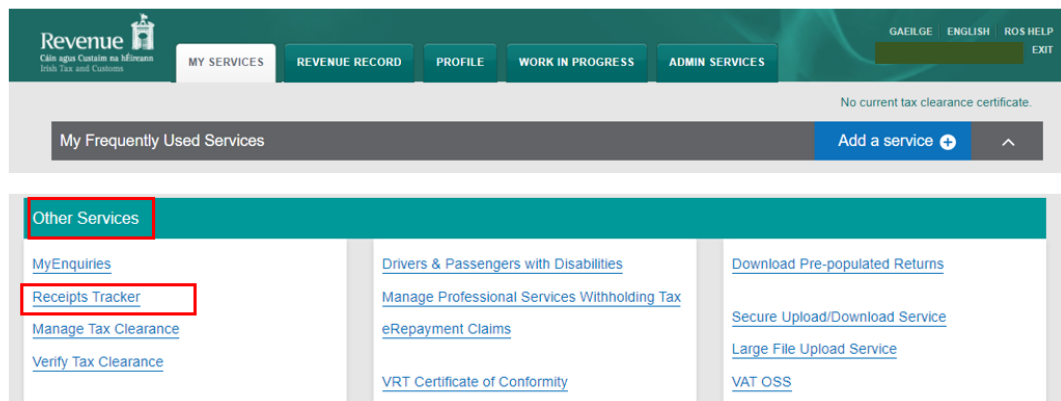 Revenue
Cáin agus Custaim na hÉireann
Irish Tax and Customs
MY SERVICES
REVENUE RECORD
PROFILE
WORK IN PROGRESS
ADMIN SERVICES
GAEILGE ENGLISH ROS HELP
EXIT
No current tax clearance certificate.
My Frequently Used Services
Add a service
Other Services
MyEnquiries
Receipts Tracker
Manage Tax Clearance
Verify Tax Clearance
Drivers & Passengers with Disabilities
Manage Professional Services Withholding Tax
eRepayment Claims
VRT Certificate of Conformity
Download Pre-populated Returns
Secure Upload/Download Service
Large File Upload Service
VAT OSS